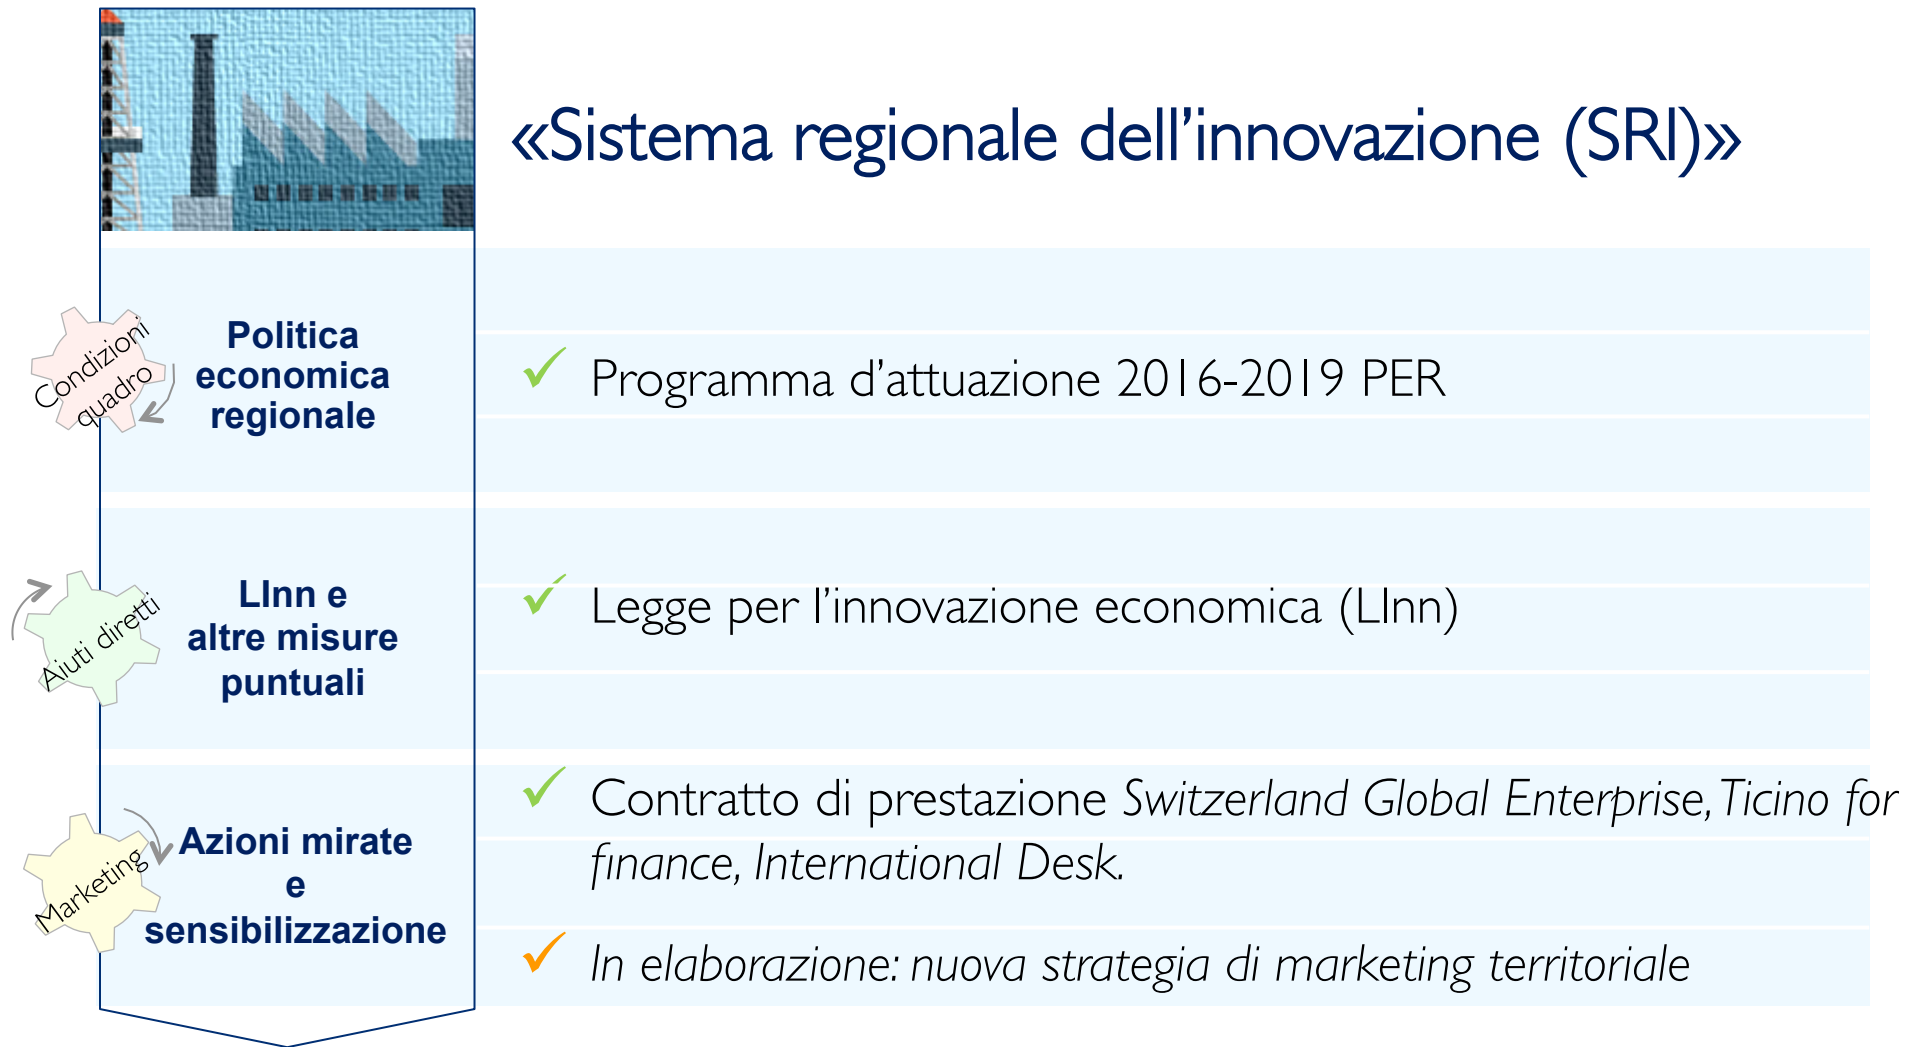 «Sistema regionale dell’innovazione (SRI)»
Condizioni
quadro
Politica
economica
regionale
Programma d’attuazione 2016-2019 PER
Aiuti diretti
LInn e
altre misure
puntuali
Legge per l’innovazione economica (LInn)
Marketing
Azioni mirate
e
sensibilizzazione
Contratto di prestazione Switzerland Global Enterprise, Ticino for
finance, International Desk.
In elaborazione: nuova strategia di marketing territoriale